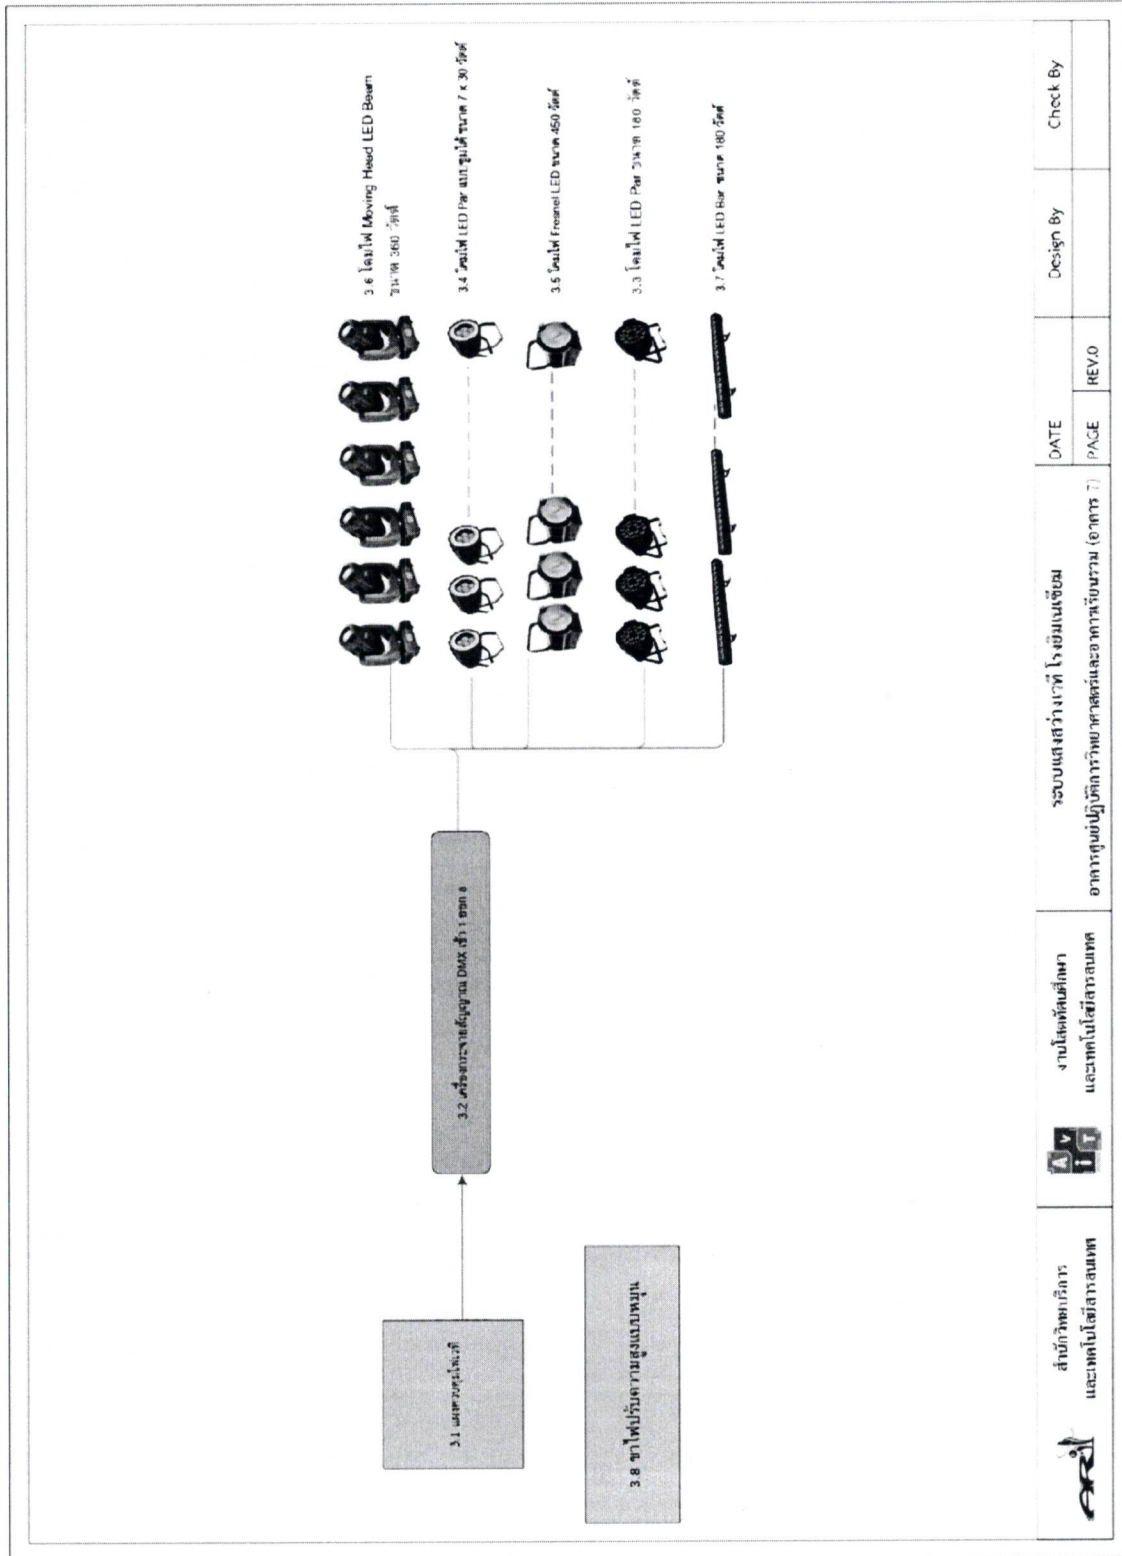 3.6 โคมไฟ Moving Head LED Beam
ขนาด 360 วัตต์
3.4 โคมไฟ LED Par แบบซูมได้ ขนาด 7 x 30 วัตต์
3.5 โคมไฟ Fresnel LED ขนาด 450 วัตต์
3.3 โคมไฟ LED Par ขนาด 180 วัตต์
3.7 โคมไฟ LED Bar ขนาด 180 วัตต์
3.2 เครื่องกระจายสัญญาณ DMX เข้า 1 ออก 8
3.1 แผงควบคุมไฟเวที
3.8 ขาไฟปรับความสูงแบบหมุน
ARiT
สำนักวิทยบริการ
และเทคโนโลยีสารสนเทศ
AViT
งานโสตทัศนศึกษา
และเทคโนโลยีสารสนเทศ
ระบบแสงสว่างเวที โรงยิมเนเซียม
อาคารศูนย์ปฏิบัติการวิทยาศาสตร์และอาคารเรียนรวม (อาคาร 7)
DATE
PAGE
REV.0
Design By
Check By